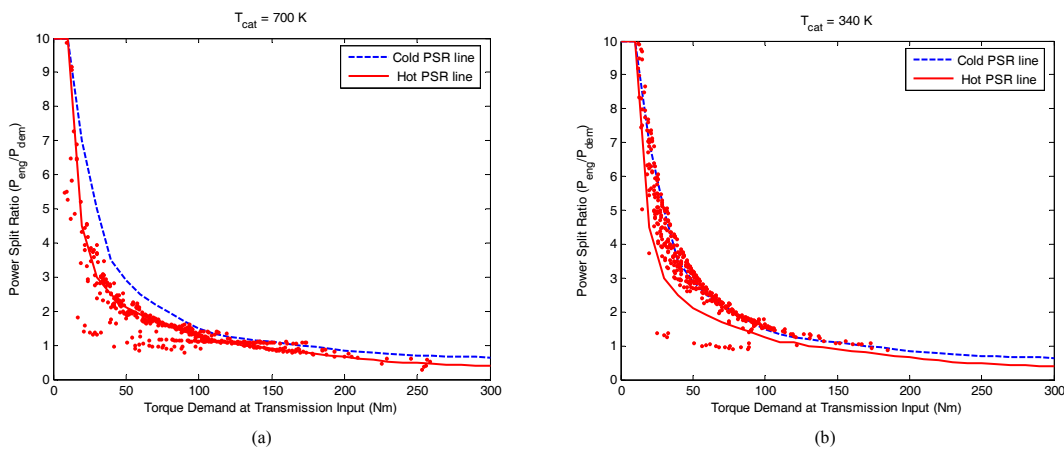 T_cat = 700 K
Power Split Ratio (P_eng/P_dem)
10
9
8
7
6
5
4
3
2
1
0
Cold PSR line
Hot PSR line
0 50 100 150 200 250 300
Torque Demand at Transmission Input (Nm)
(a)
T_cat = 340 K
Power Split Ratio (P_eng/P_dem)
10
9
8
7
6
5
4
3
2
1
0
Cold PSR line
Hot PSR line
0 50 100 150 200 250 300
Torque Demand at Transmission Input (Nm)
(b)